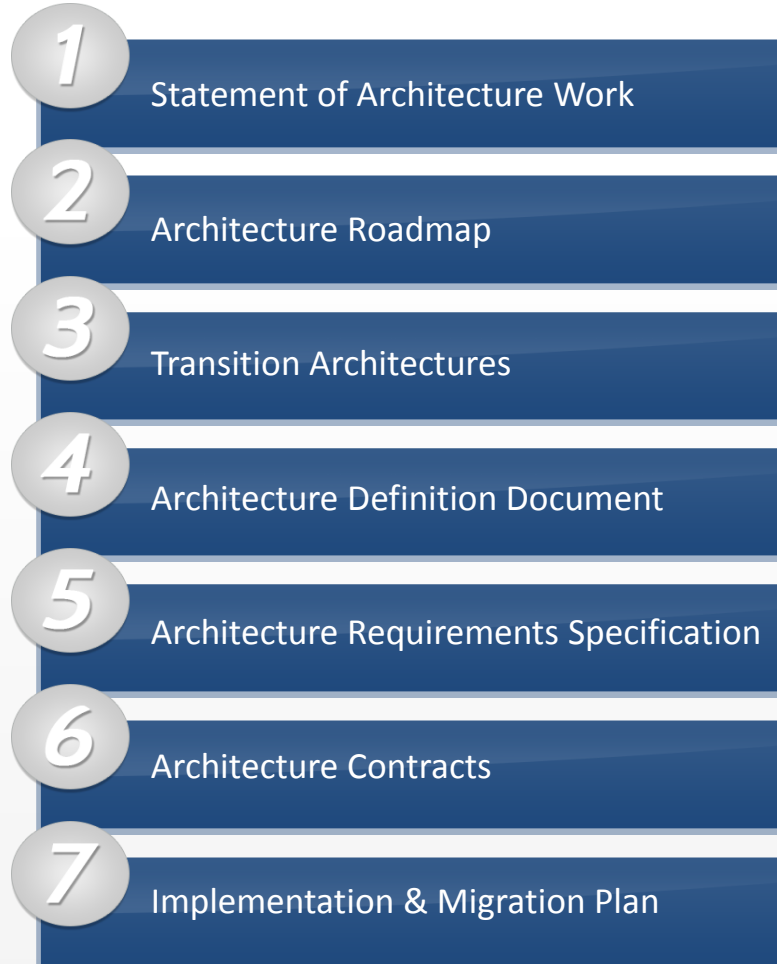 1
Statement of Architecture Work
2
Architecture Roadmap
3
Transition Architectures
4
Architecture Definition Document
5
Architecture Requirements Specification
6
Architecture Contracts
7
Implementation & Migration Plan